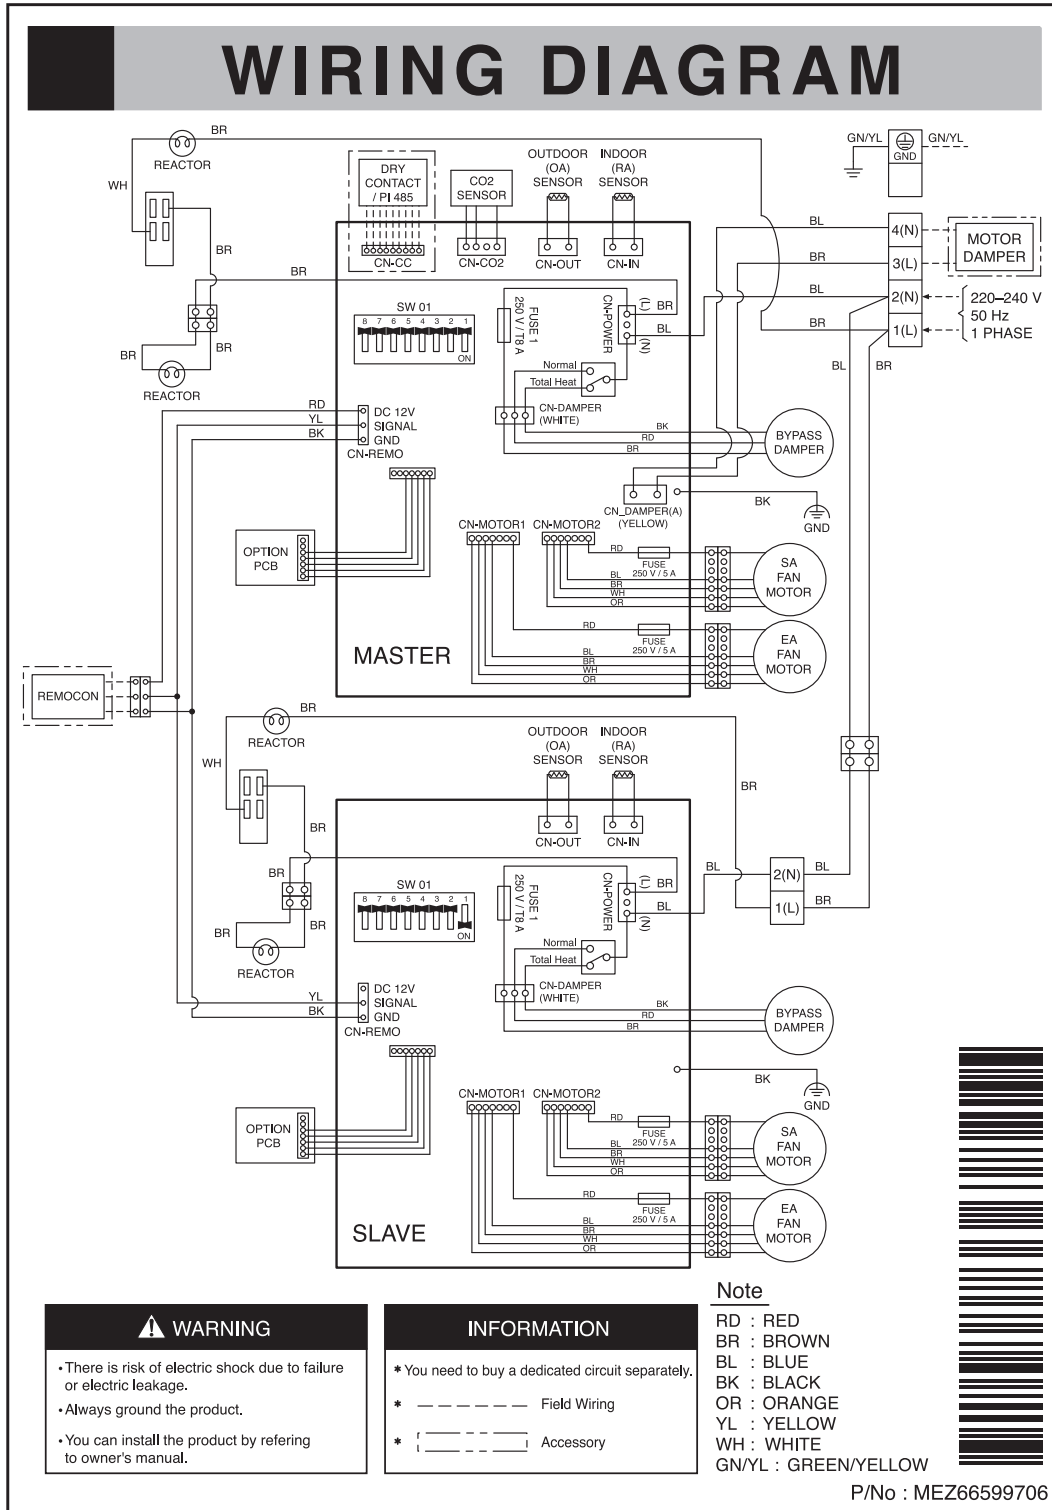 WIRING DIAGRAM
BR
REACTOR
WH
BR
BR
BR
BR
REACTOR
DRY
CONTACT
/ PI 485
CN-CC
CO2
SENSOR
CN-CO2
OUTDOOR
(OA)
SENSOR
CN-OUT
INDOOR
(RA)
SENSOR
CN-IN
GN/YL
GND
GN/YL
BL
4(N)
BR
3(L)
BL
2(N)
BR
1(L)
MOTOR
DAMPER
220–240 V
50 Hz
1 PHASE
BL
BR
SW 01
8 7 6 5 4 3 2 1
ON
FUSE 1
250 V / T8 A
CN-POWER
(L)
BR
BL
(N)
Normal
Total Heat
CN-DAMPER
(WHITE)
BK
RD
BR
BYPASS
DAMPER
RD
YL
BK
DC 12V
SIGNAL
GND
CN-REMO
CN_DAMPER(A)
(YELLOW)
BK
GND
OPTION
PCB
CN-MOTOR1
CN-MOTOR2
RD
FUSE
250 V / 5 A
BL
BR
WH
OR
SA
FAN
MOTOR
RD
FUSE
250 V / 5 A
BL
BR
WH
OR
EA
FAN
MOTOR
MASTER
REMOCON
BR
REACTOR
WH
BR
BR
BR
BR
REACTOR
OUTDOOR
(OA)
SENSOR
CN-OUT
INDOOR
(RA)
SENSOR
CN-IN
BR
BL
2(N)
BL
1(L)
BR
SW 01
8 7 6 5 4 3 2 1
ON
FUSE 1
250 V / T8 A
CN-POWER
(L)
BR
BL
(N)
Normal
Total Heat
CN-DAMPER
(WHITE)
BK
RD
BR
BYPASS
DAMPER
YL
BK
DC 12V
SIGNAL
GND
CN-REMO
BK
GND
OPTION
PCB
CN-MOTOR1
CN-MOTOR2
RD
FUSE
250 V / 5 A
BL
BR
WH
OR
SA
FAN
MOTOR
RD
FUSE
250 V / 5 A
BL
BR
WH
OR
EA
FAN
MOTOR
SLAVE
WARNING
• There is risk of electric shock due to failure
or electric leakage.
• Always ground the product.
• You can install the product by refering
to owner's manual.
INFORMATION
* You need to buy a dedicated circuit separately.
* Field Wiring
* Accessory
Note
RD : RED
BR : BROWN
BL : BLUE
BK : BLACK
OR : ORANGE
YL : YELLOW
WH : WHITE
GN/YL : GREEN/YELLOW
P/No : MEZ66599706